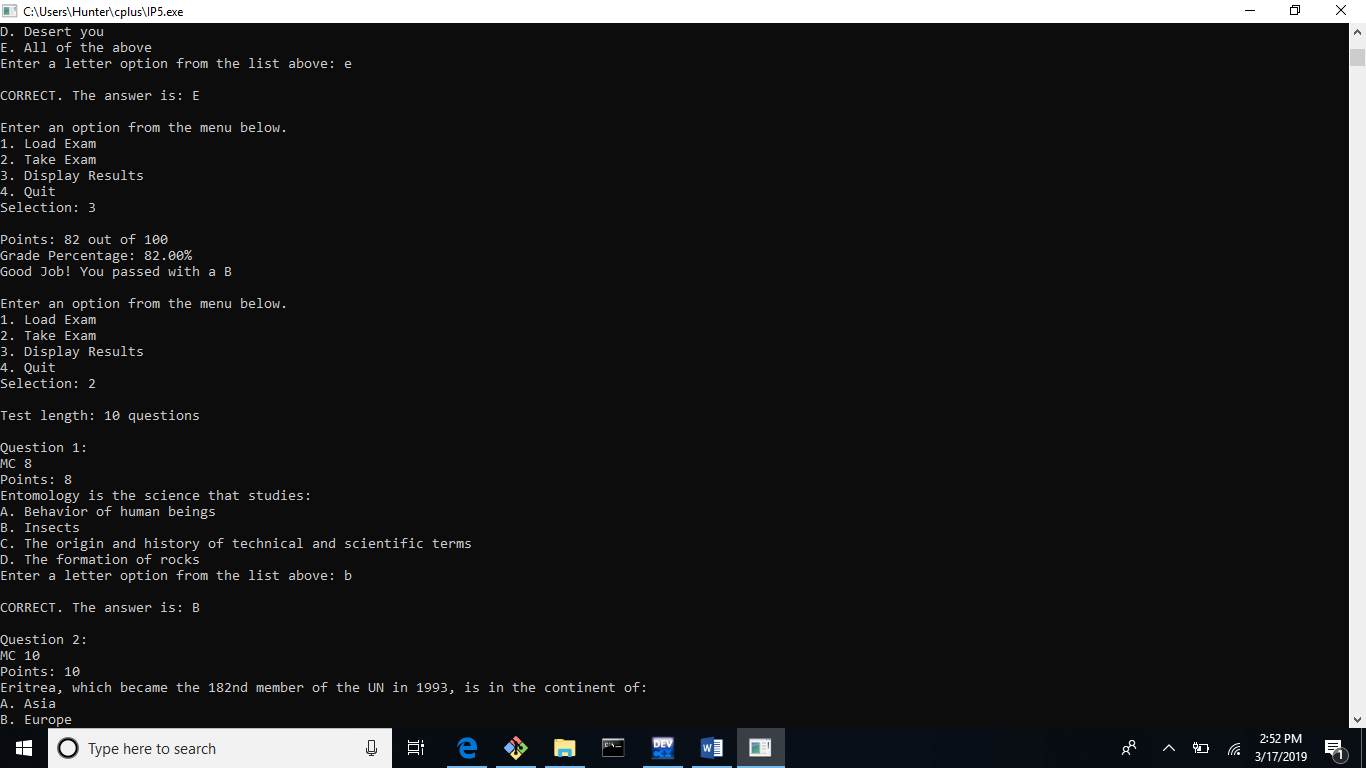 C:\Users\Hunter\cplus\IP5.exe
D. Desert you
E. All of the above
Enter a letter option from the list above: e
CORRECT. The answer is: E
Enter an option from the menu below.
1. Load Exam
2. Take Exam
3. Display Results
4. Quit
Selection: 3
Points: 82 out of 100
Grade Percentage: 82.00%
Good Job! You passed with a B
Enter an option from the menu below.
1. Load Exam
2. Take Exam
3. Display Results
4. Quit
Selection: 2
Test length: 10 questions
Question 1:
MC 8
Points: 8
Entomology is the science that studies:
A. Behavior of human beings
B. Insects
C. The origin and history of technical and scientific terms
D. The formation of rocks
Enter a letter option from the list above: b
CORRECT. The answer is: B
Question 2:
MC 10
Points: 10
Eritrea, which became the 182nd member of the UN in 1993, is in the continent of:
A. Asia
B. Europe
Type here to search
DEV
2:52 PM
3/17/2019
1